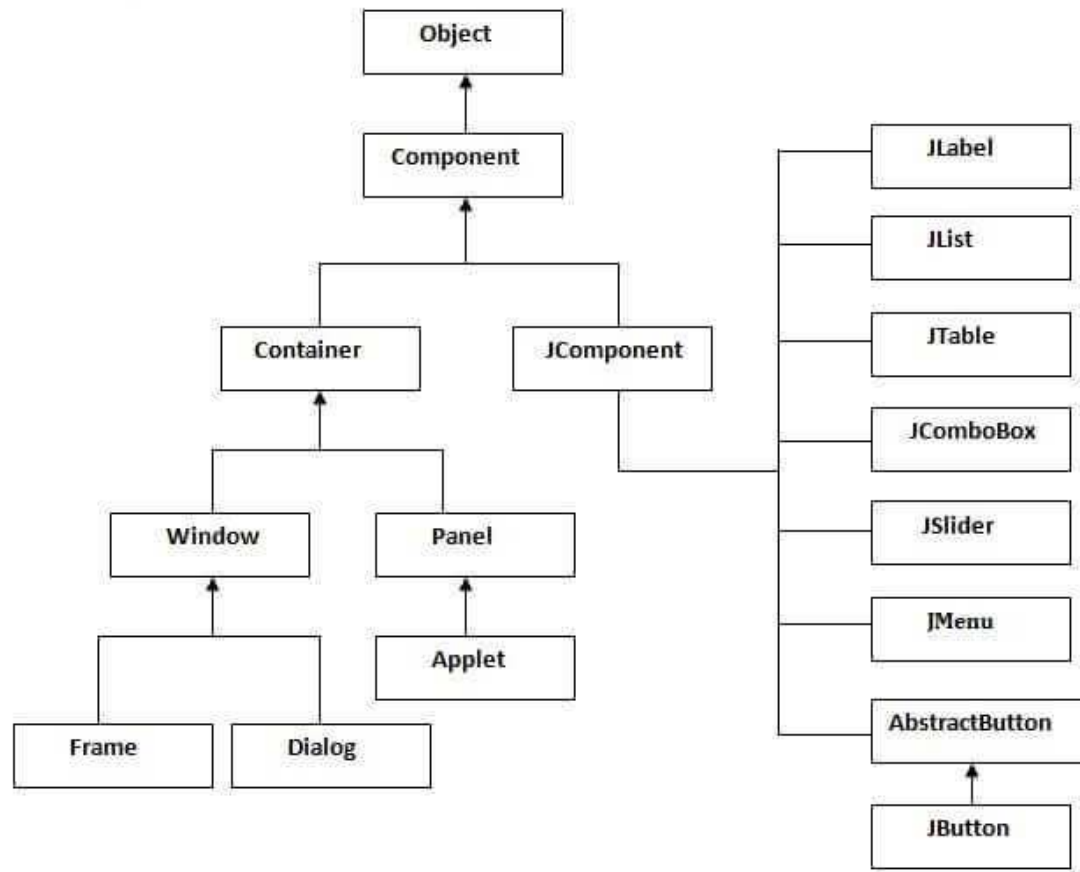 Object
Component
Container
JComponent
Window
Panel
Applet
Frame
Dialog
JLabel
JList
JTable
JComboBox
JSlider
JMenu
AbstractButton
JButton